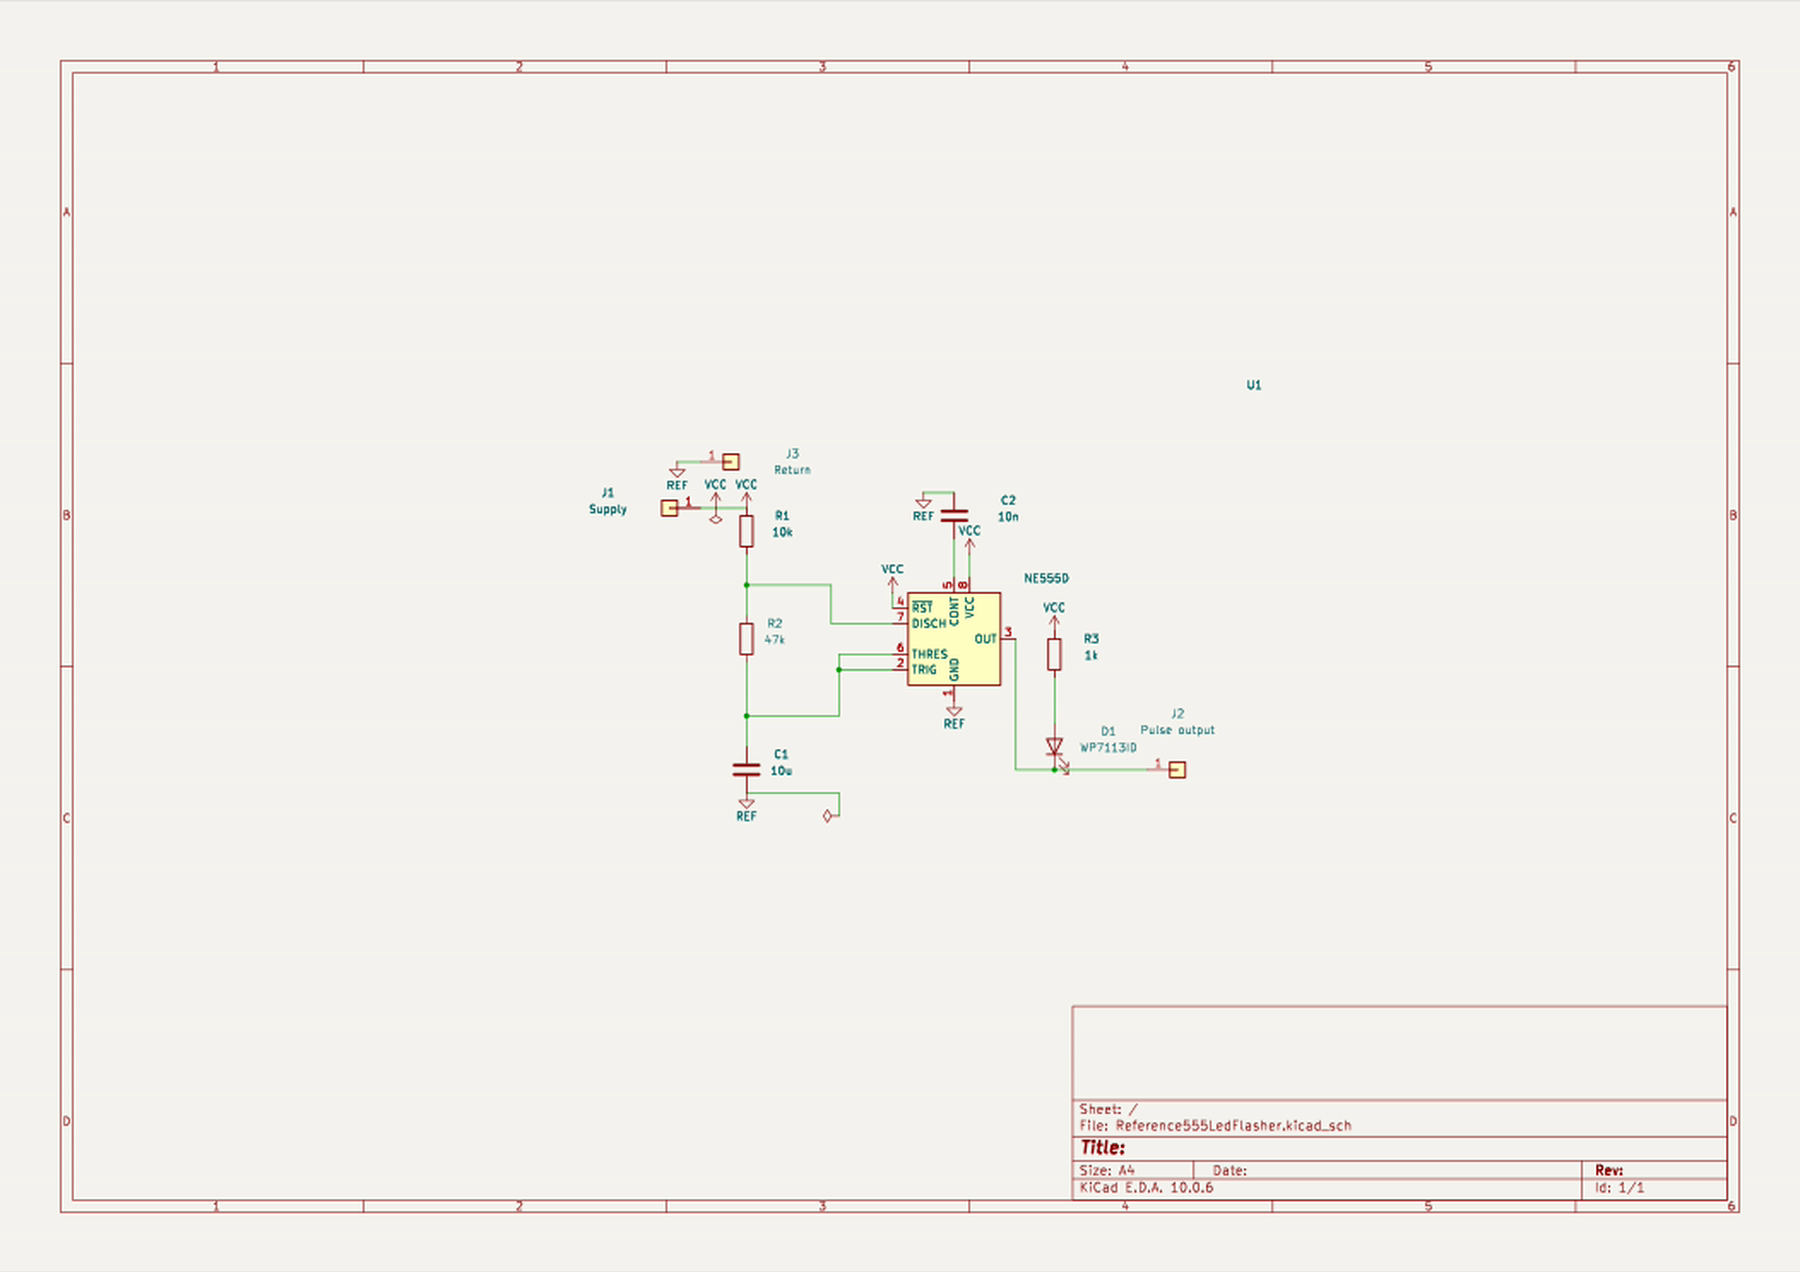 1 2 3 4 5 6
A A
U1
J3
Return
1
REF
VCC VCC
J1
Supply
1
B B
R1
10k
C2
10n
REF
VCC
VCC
NE555D
5 8
4 RST
7 DISCH
CONT
VCC
VCC
R2
47k
OUT 3
R3
1k
6 THRES
2 TRIG
GND
1
REF
J2
Pulse output
D1
WP7113ID
1
C1
10u
REF
C C
D D
Sheet: /
File: Reference555LedFlasher.kicad_sch
Title:
Size: A4 Date: Rev:
KiCad E.D.A. 10.0.6 Id: 1/1
1 2 3 4 5 6